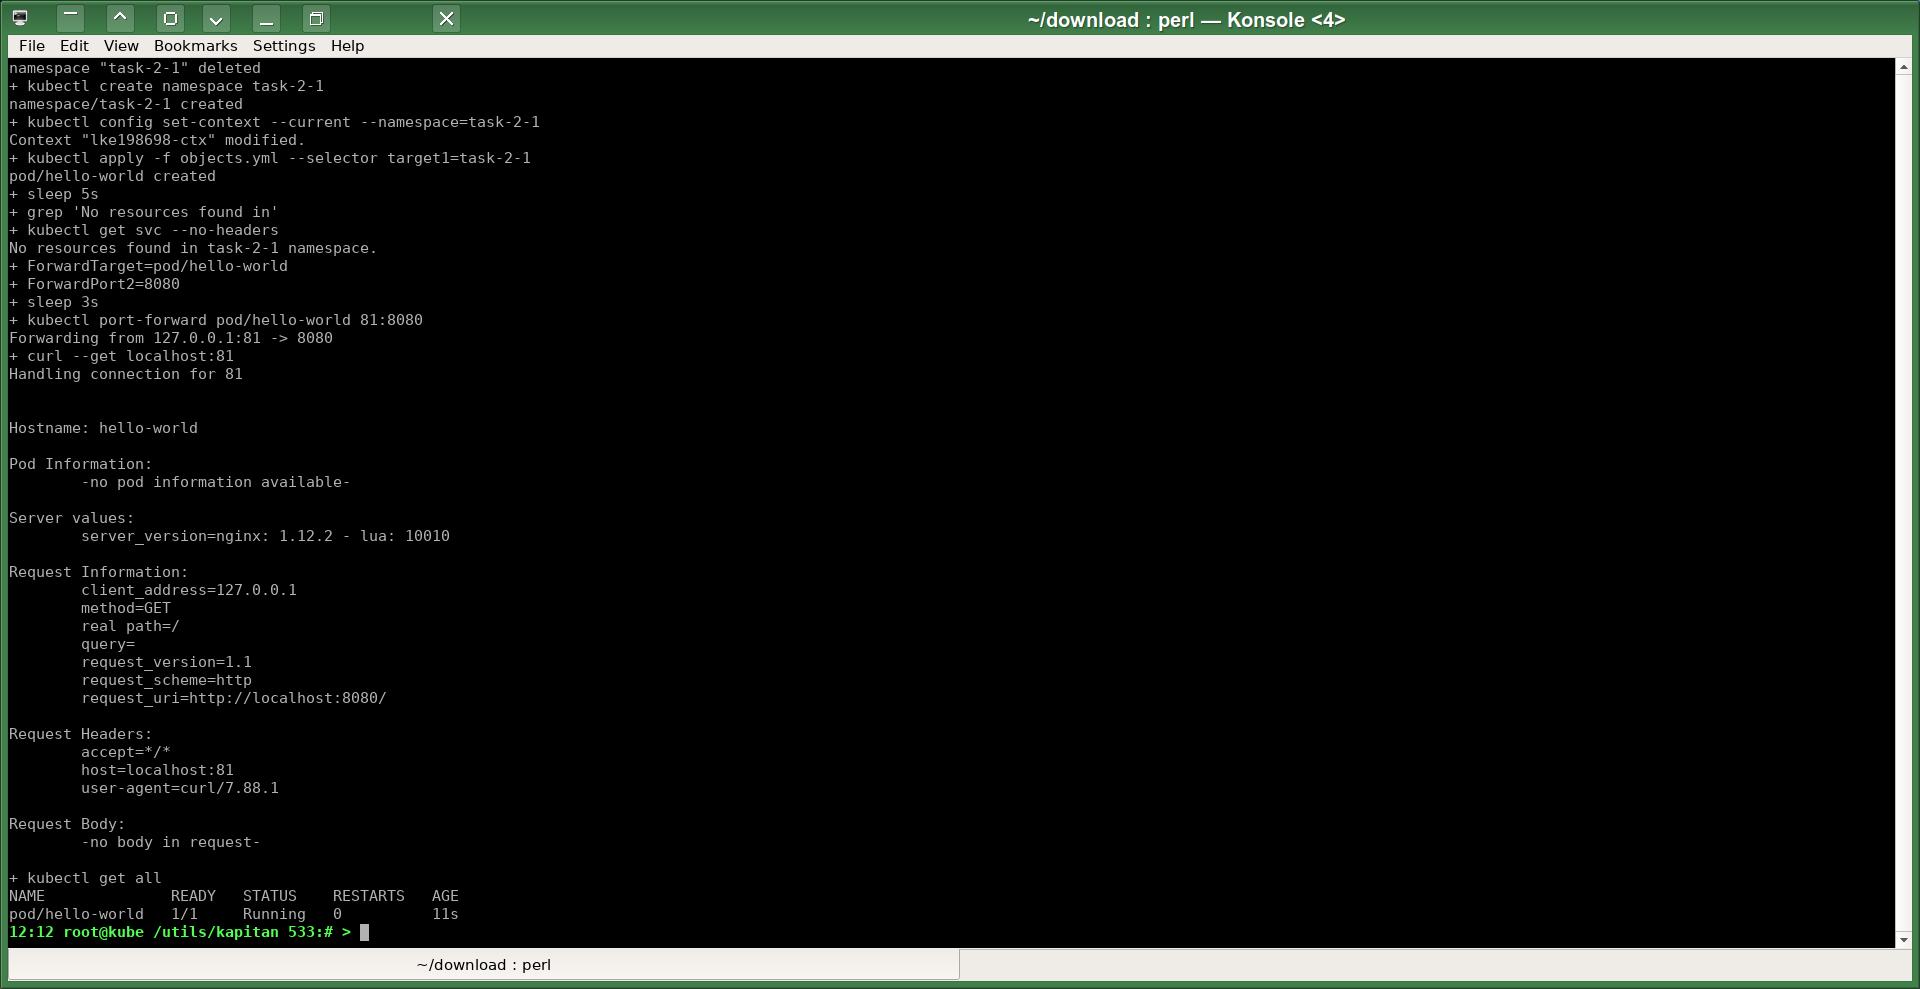 ~/download : perl — Konsole <4>
File Edit View Bookmarks Settings Help
namespace "task-2-1" deleted
+ kubectl create namespace task-2-1
namespace/task-2-1 created
+ kubectl config set-context --current --namespace=task-2-1
Context "lke198698-ctx" modified.
+ kubectl apply -f objects.yml --selector target1=task-2-1
pod/hello-world created
+ sleep 5s
+ grep 'No resources found in'
+ kubectl get svc --no-headers
No resources found in task-2-1 namespace.
+ ForwardTarget=pod/hello-world
+ ForwardPort2=8080
+ sleep 3s
+ kubectl port-forward pod/hello-world 81:8080
Forwarding from 127.0.0.1:81 -> 8080
+ curl --get localhost:81
Handling connection for 81
Hostname: hello-world
Pod Information:
        -no pod information available-
Server values:
        server_version=nginx: 1.12.2 - lua: 10010
Request Information:
        client_address=127.0.0.1
        method=GET
        real path=/
        query=
        request_version=1.1
        request_scheme=http
        request_uri=http://localhost:8080/
Request Headers:
        accept=*/*
        host=localhost:81
        user-agent=curl/7.88.1
Request Body:
        -no body in request-
+ kubectl get all
NAME              READY   STATUS    RESTARTS   AGE
pod/hello-world   1/1     Running   0          11s
12:12 root@kube /utils/kapitan 533:# >
~/download : perl